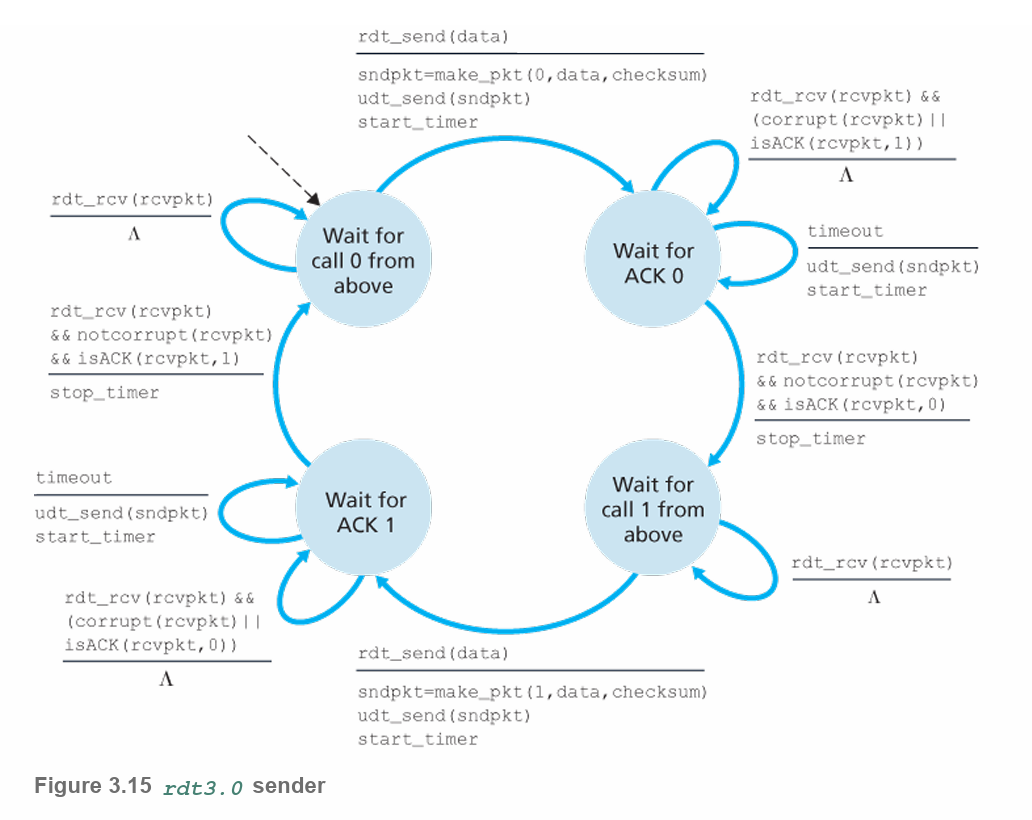 rdt_send(data)
sndpkt=make_pkt(0,data,checksum)
udt_send(sndpkt)
start_timer
rdt_rcv(rcvpkt) &&
(corrupt(rcvpkt)||
isACK(rcvpkt,1))
Λ
rdt_rcv(rcvpkt)
Λ
Wait for
call 0 from
above
Wait for
ACK 0
timeout
udt_send(sndpkt)
start_timer
rdt_rcv(rcvpkt)
&& notcorrupt(rcvpkt)
&& isACK(rcvpkt,1)
stop_timer
rdt_rcv(rcvpkt)
&& notcorrupt(rcvpkt)
&& isACK(rcvpkt,0)
stop_timer
timeout
udt_send(sndpkt)
start_timer
Wait for
ACK 1
Wait for
call 1 from
above
rdt_rcv(rcvpkt)
Λ
rdt_rcv(rcvpkt) &&
(corrupt(rcvpkt)||
isACK(rcvpkt,0))
Λ
rdt_send(data)
sndpkt=make_pkt(1,data,checksum)
udt_send(sndpkt)
start_timer
Figure 3.15 rdt3.0 sender